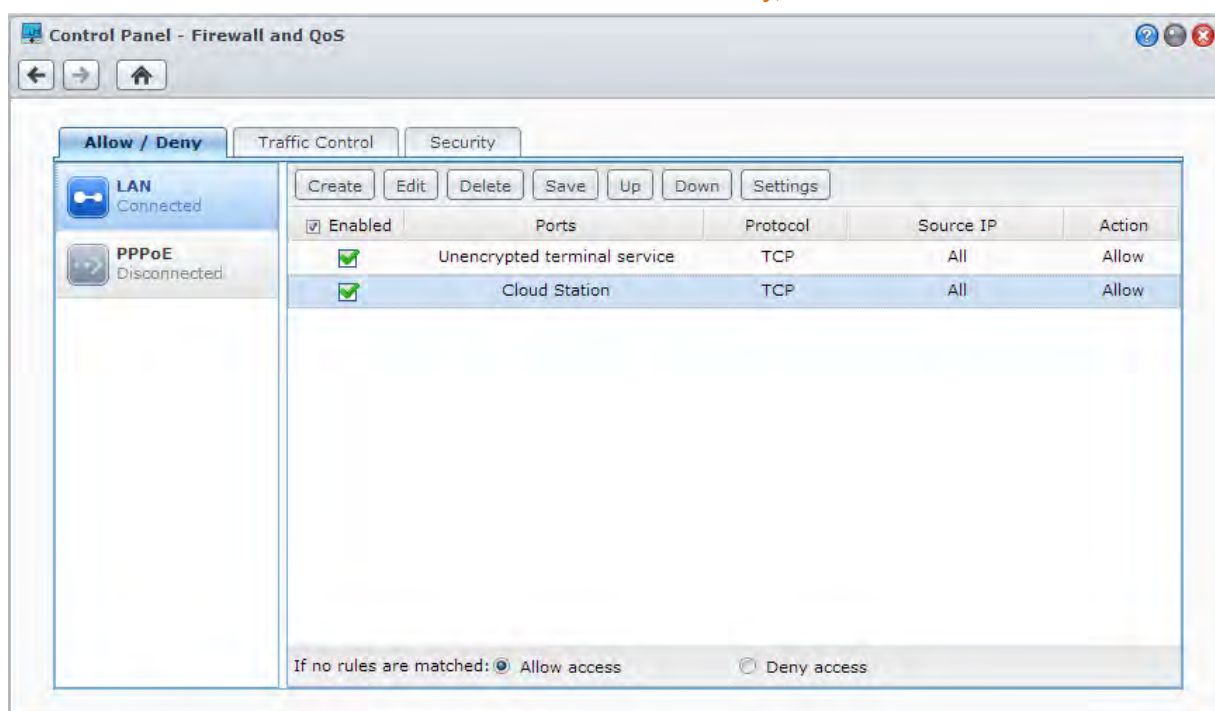 Control Panel - Firewall and QoS
Allow / Deny Traffic Control Security
LAN
Connected
PPPoE
Disconnected
Create Edit Delete Save Up Down Settings
Enabled Ports Protocol Source IP Action
Unencrypted terminal service TCP All Allow
Cloud Station TCP All Allow
If no rules are matched: Allow access Deny access